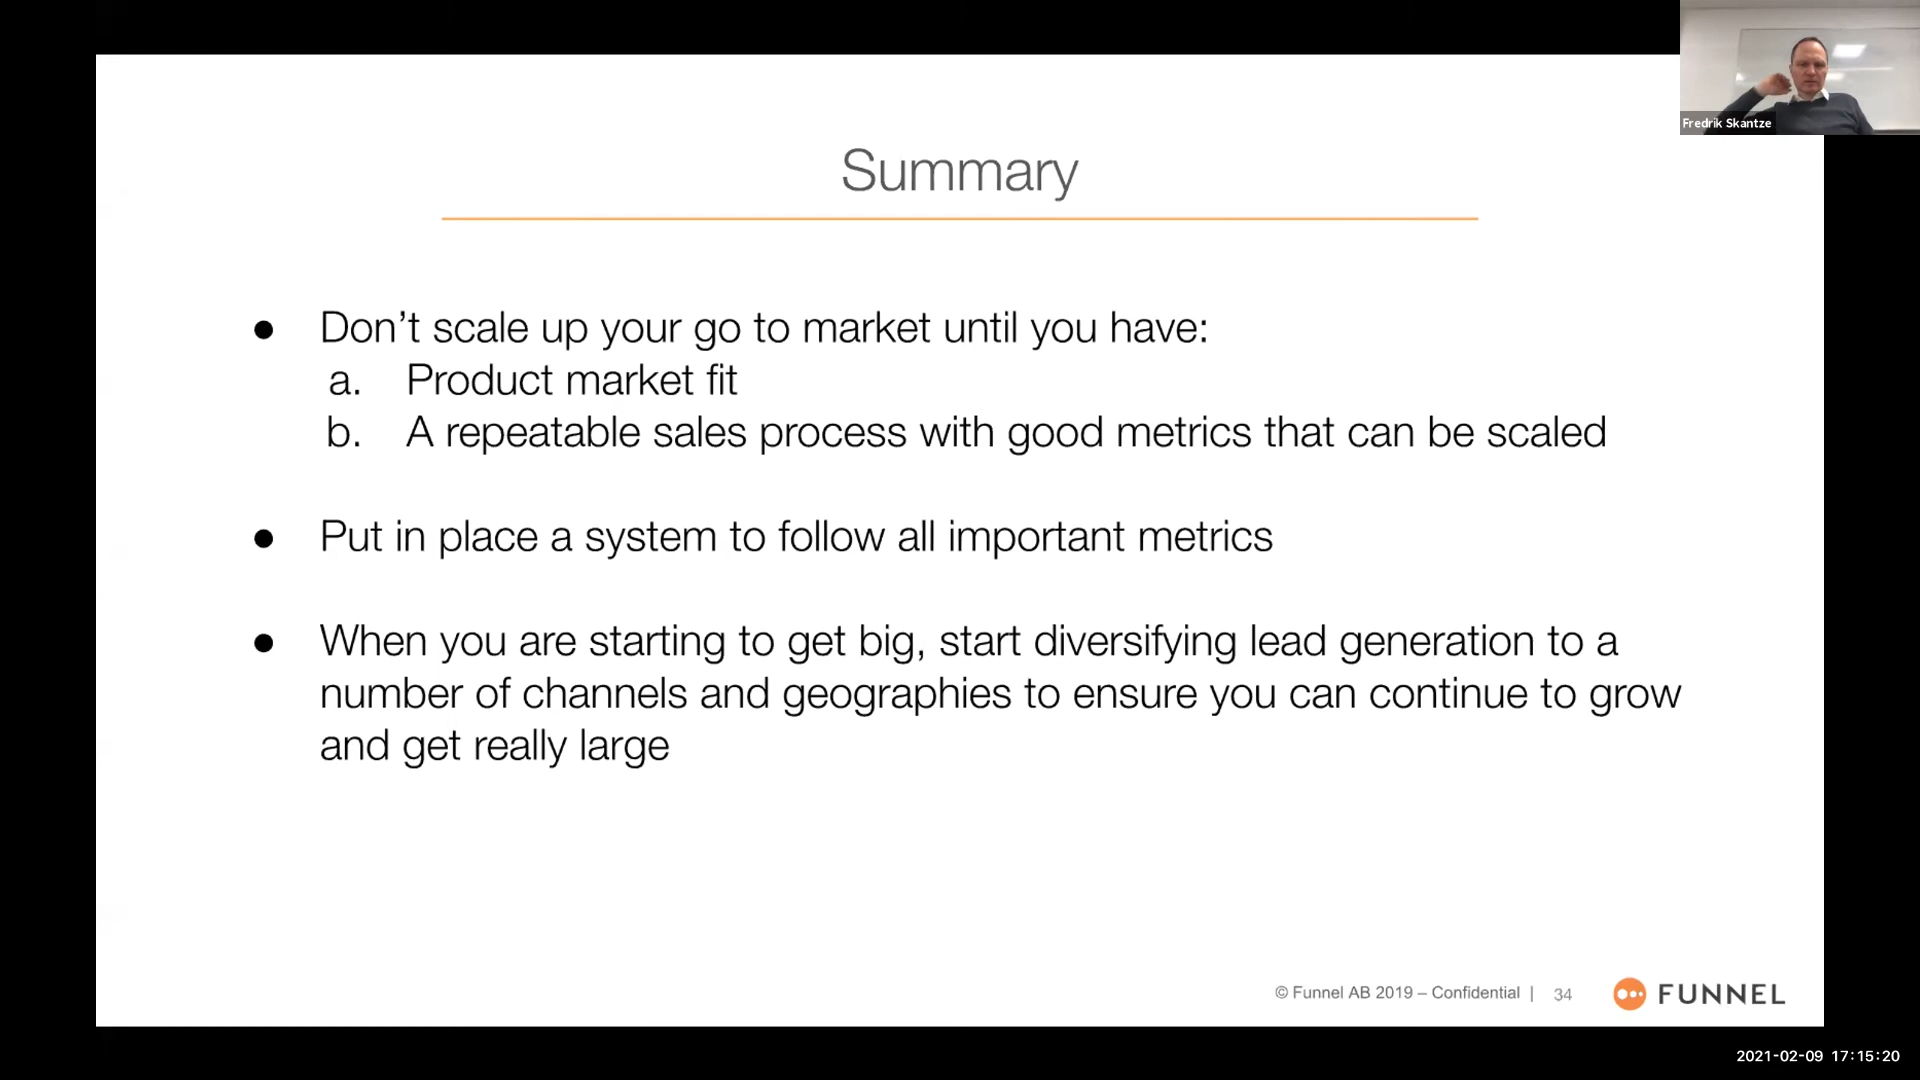 Fredrik Skantze
Summary
● Don’t scale up your go to market until you have:
a. Product market fit
b. A repeatable sales process with good metrics that can be scaled
● Put in place a system to follow all important metrics
● When you are starting to get big, start diversifying lead generation to a
number of channels and geographies to ensure you can continue to grow
and get really large
© Funnel AB 2019 – Confidential | 34 FUNNEL
2021-02-09 17:15:20